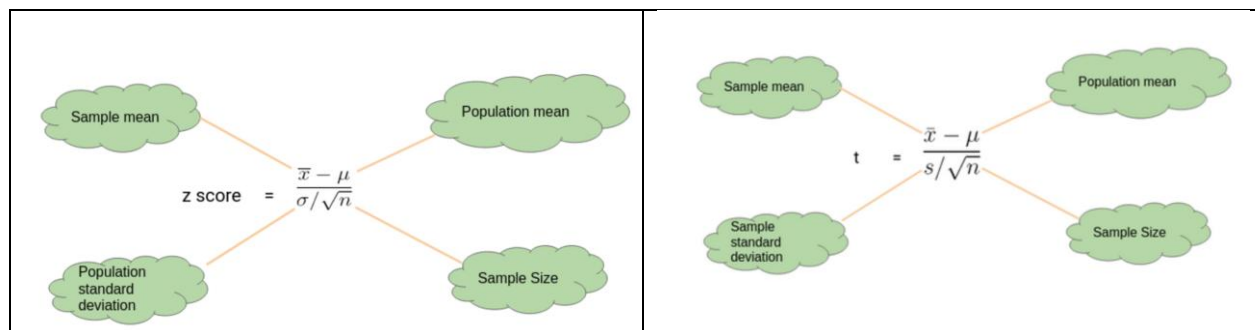 Sample mean
Population mean
z score = x̅ − μ / σ/√n
Population
standard
deviation
Sample Size
Sample mean
Population mean
t = x̄ − μ / s/√n
Sample
standard
deviation
Sample Size